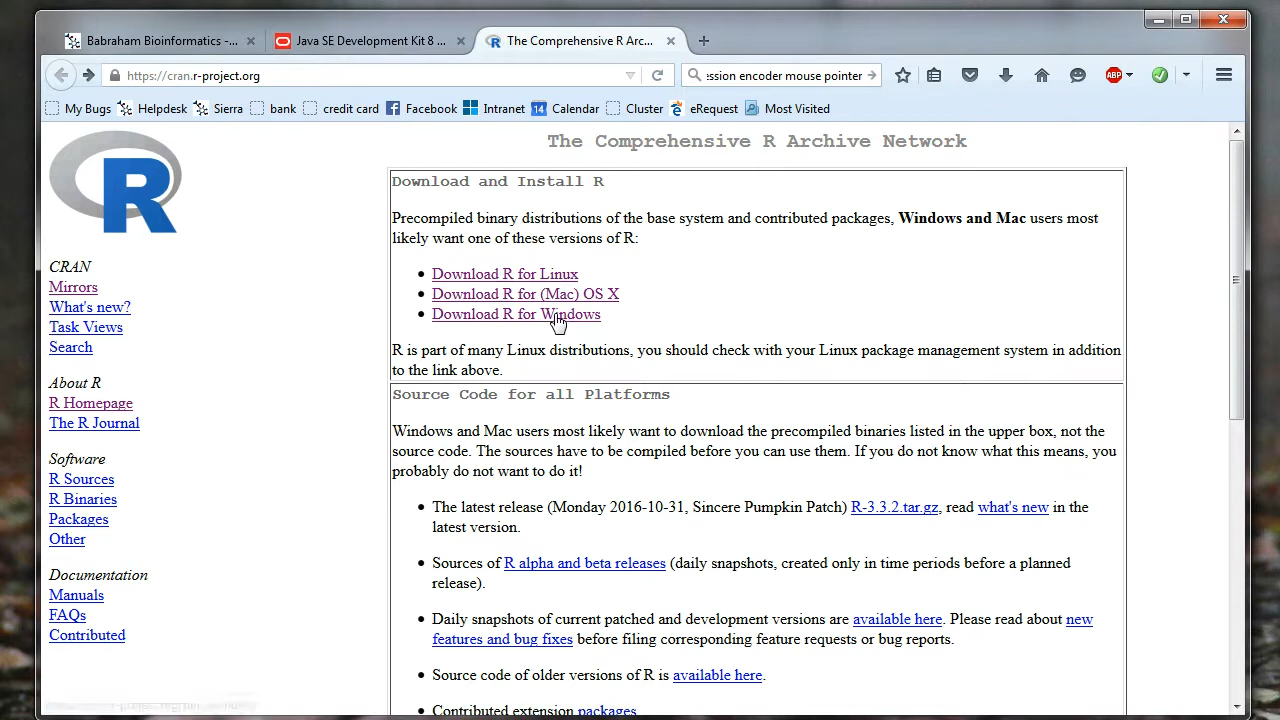 Babraham Bioinformatics -...
Java SE Development Kit 8 ...
The Comprehensive R Arc...
https://cran.r-project.org
ssion encoder mouse pointer
ABP
My Bugs
Helpdesk
Sierra
bank
credit card
Facebook
Intranet
14
Calendar
Cluster
eRequest
Most Visited
R
CRAN
Mirrors
What's new?
Task Views
Search
About R
R Homepage
The R Journal
Software
R Sources
R Binaries
Packages
Other
Documentation
Manuals
FAQs
Contributed
The Comprehensive R Archive Network
Download and Install R
Precompiled binary distributions of the base system and contributed packages, Windows and Mac users most
likely want one of these versions of R:
Download R for Linux
Download R for (Mac) OS X
Download R for Windows
R is part of many Linux distributions, you should check with your Linux package management system in addition
to the link above.
Source Code for all Platforms
Windows and Mac users most likely want to download the precompiled binaries listed in the upper box, not the
source code. The sources have to be compiled before you can use them. If you do not know what this means, you
probably do not want to do it!
The latest release (Monday 2016-10-31, Sincere Pumpkin Patch) R-3.3.2.tar.gz, read what's new in the
latest version.
Sources of R alpha and beta releases (daily snapshots, created only in time periods before a planned
release).
Daily snapshots of current patched and development versions are available here. Please read about new
features and bug fixes before filing corresponding feature requests or bug reports.
Source code of older versions of R is available here.
Contributed extension packages